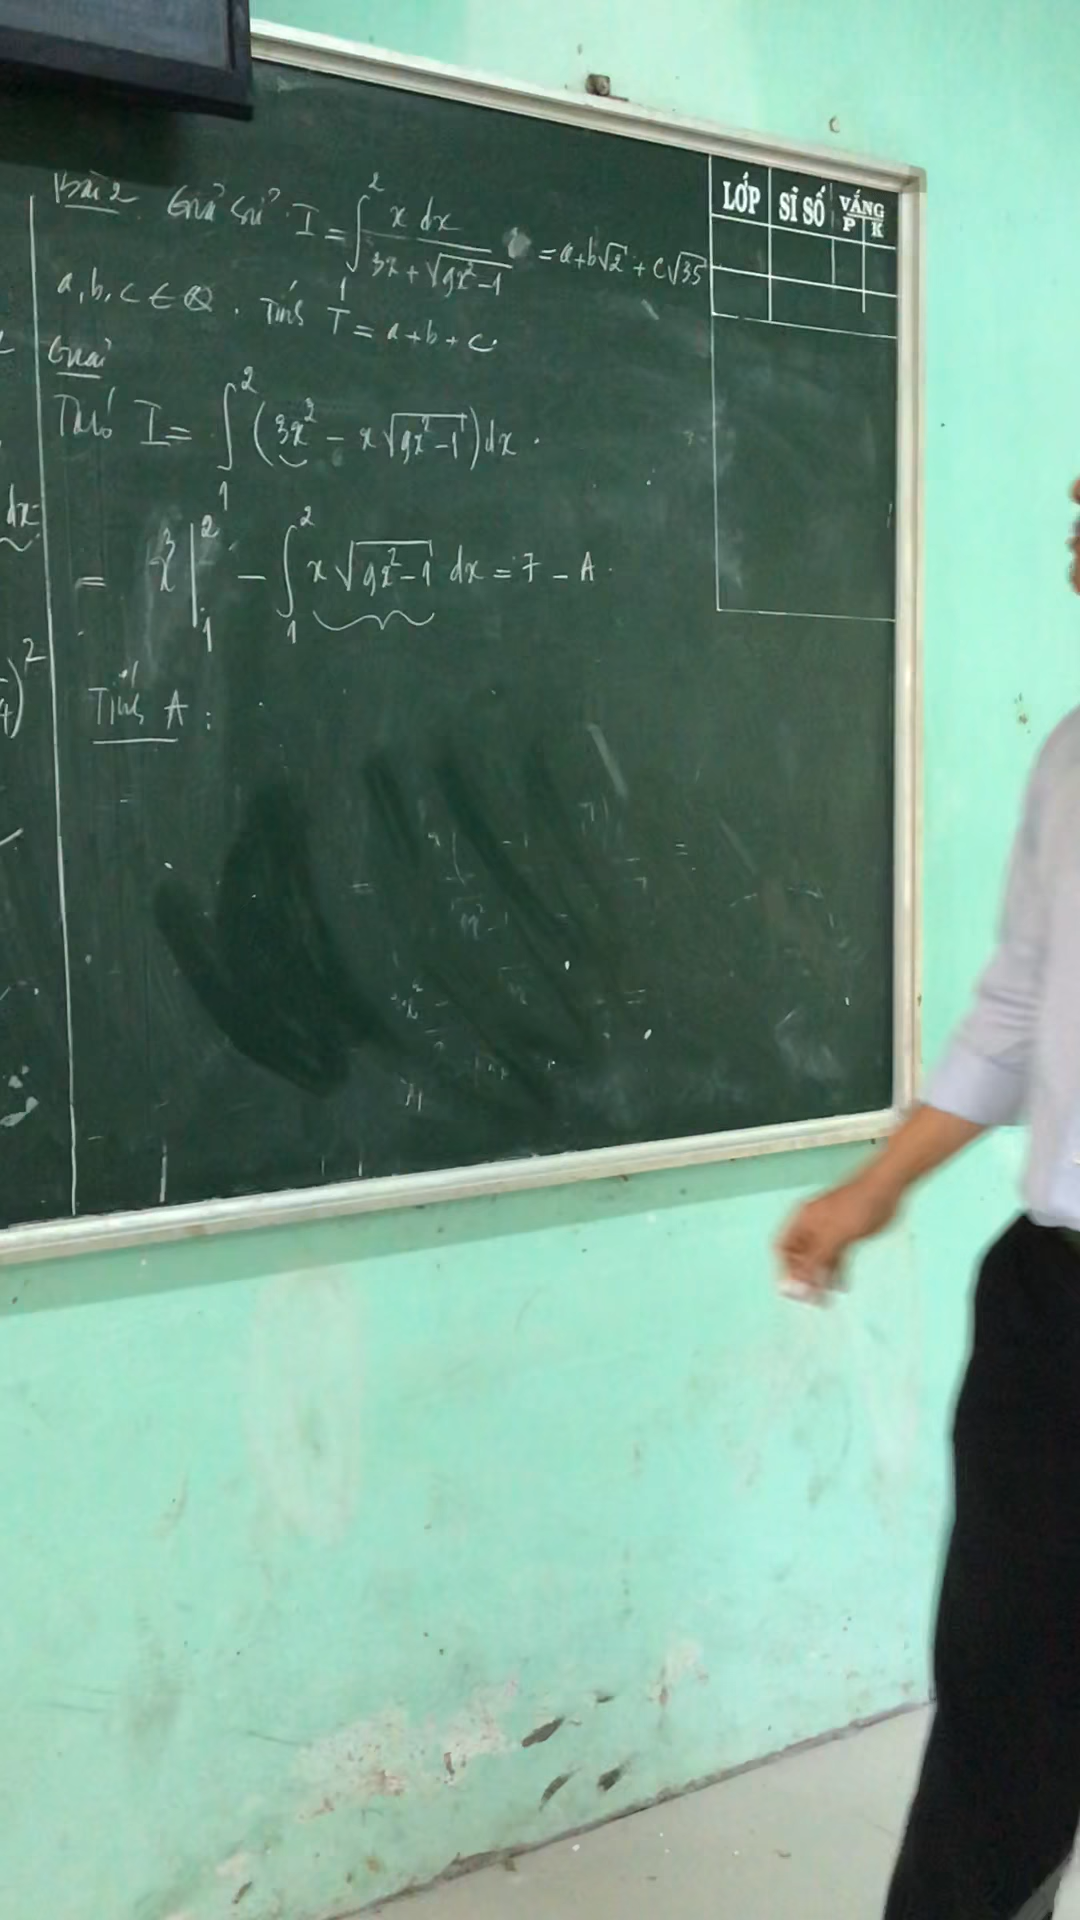 Bài 2 Giả sử I = ∫₁² x dx / (3x + √(9x² - 1)) = a + b√2 + c√35
a, b, c ∈ Q. Tính T = a + b + c
Giải
I = ∫₁² (3x² - x√(9x² - 1)) dx.
= x³ |₁² - ∫₁² x√(9x² - 1) dx = 7 - A.
Tính A :
dx
LỚP SĨ SỐ VẮNG
P K